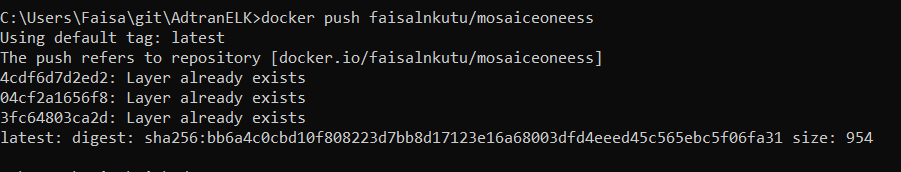 C:\Users\Faisa\git\AdtranELK>docker push faisalnkutu/mosaiceoneess
Using default tag: latest
The push refers to repository [docker.io/faisalnkutu/mosaiceoneess]
4cdf6d7d2ed2: Layer already exists
04cf2a1656f8: Layer already exists
3fc64803ca2d: Layer already exists
latest: digest: sha256:bb6a4c0cbd10f808223d7bb8d17123e16a68003dfd4eeed45c565ebc5f06fa31 size: 954